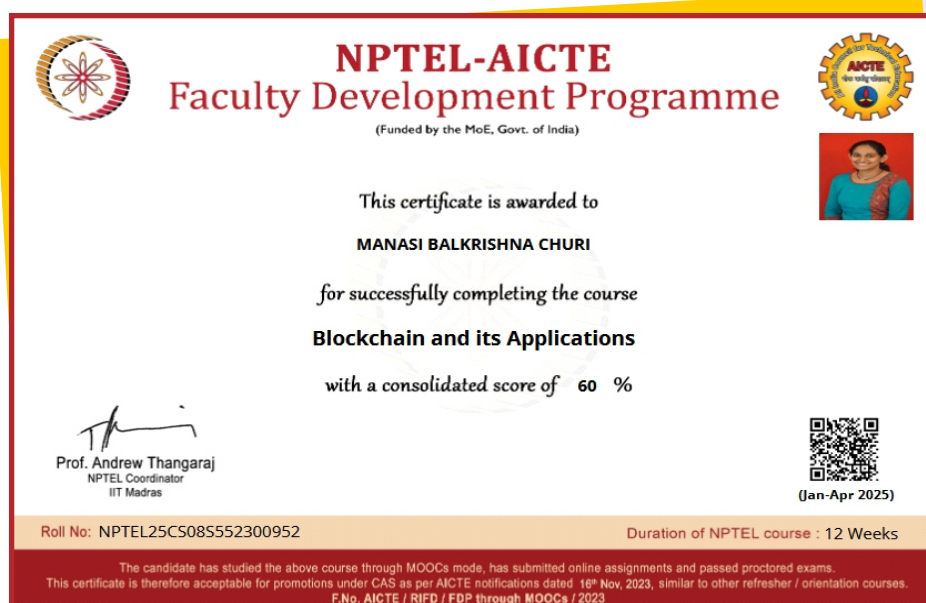 NPTEL-AICTE
Faculty Development Programme
(Funded by the MoE, Govt. of India)
AICTE
This certificate is awarded to
MANASI BALKRISHNA CHURI
for successfully completing the course
Blockchain and its Applications
with a consolidated score of 60 %
Prof. Andrew Thangaraj
NPTEL Coordinator
IIT Madras
(Jan-Apr 2025)
Roll No: NPTEL25CS08S552300952
Duration of NPTEL course : 12 Weeks
The candidate has studied the above course through MOOCs mode, has submitted online assignments and passed proctored exams.
This certificate is therefore acceptable for promotions under CAS as per AICTE notifications dated 16th Nov, 2023, similar to other refresher / orientation courses.
F.No. AICTE / RIFD / FDP through MOOCs / 2023